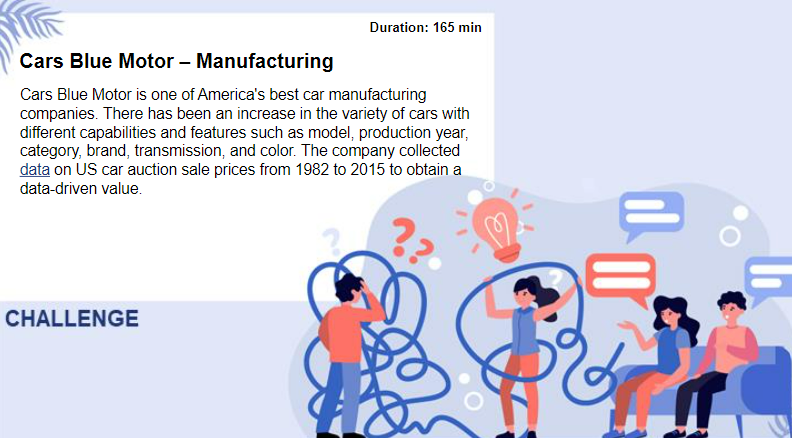 Duration: 165 min
Cars Blue Motor – Manufacturing
Cars Blue Motor is one of America's best car manufacturing
companies. There has been an increase in the variety of cars with
different capabilities and features such as model, production year,
category, brand, transmission, and color. The company collected
data on US car auction sale prices from 1982 to 2015 to obtain a
data-driven value.
? ? ?
?
CHALLENGE